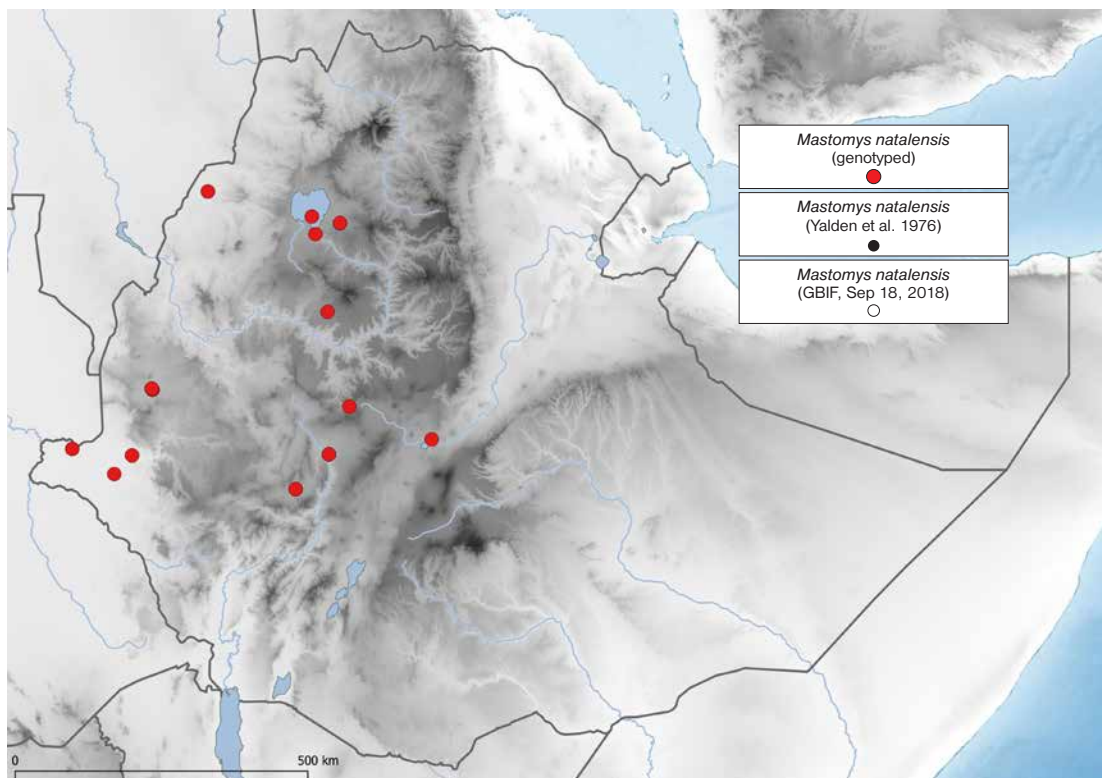 Mastomys natalensis
(genotyped)
Mastomys natalensis
(Yalden et al. 1976)
Mastomys natalensis
(GBIF, Sep 18, 2018)
0
500 km